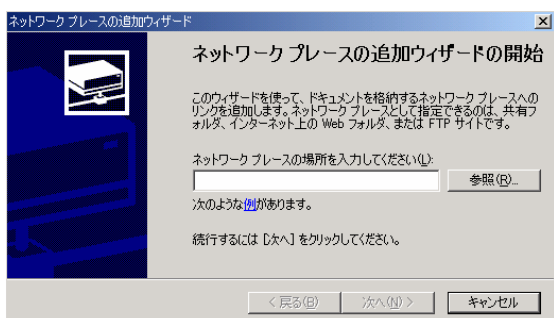 ネットワーク プレースの追加ウィザード
ネットワーク プレースの追加ウィザードの開始
このウィザードを使って、ドキュメントを格納するネットワーク プレースへの
リンクを追加します。ネットワーク プレースとして指定できるのは、共有フ
ォルダ、インターネット上の Web フォルダ、または FTP サイトです。
ネットワーク プレースの場所を入力してください(L):
参照(R)...
次のような例があります。
続行するには [次へ] をクリックしてください。
< 戻る(B) 次へ(N) > キャンセル